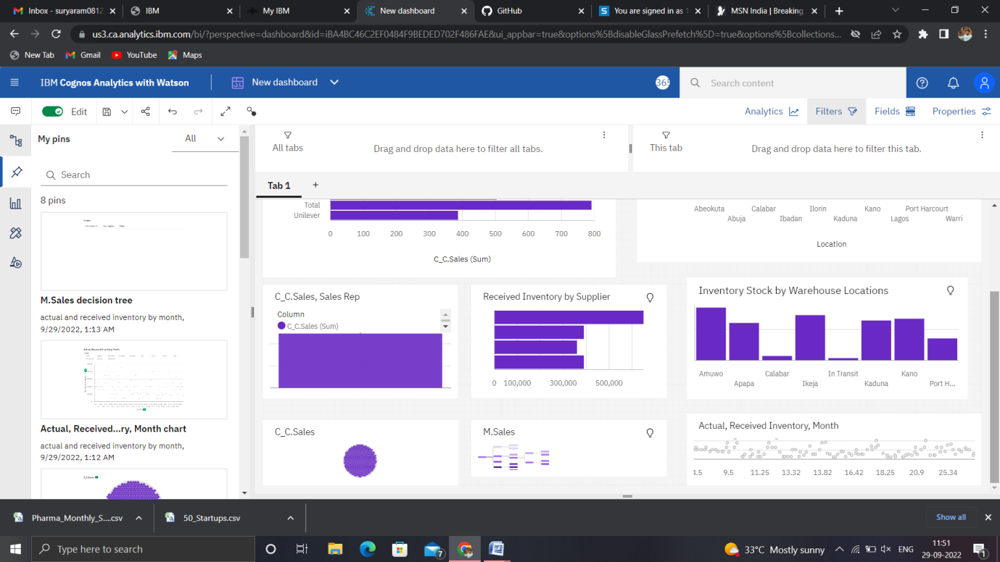 Inbox - suryaram0812
IBM
My IBM
New dashboard
GitHub
You are signed in as 1
MSN India | Breaking
us3.ca.analytics.ibm.com/bi/?perspective=dashboard&id=iBA4BC46C2EF0484F9BEDED702F486FAE&ui_appbar=true&options%5BdisableGlassPrefetch%5D=true&options%5Bcollections...
New Tab
Gmail
YouTube
Maps
IBM Cognos Analytics with Watson
New dashboard
365
Search content
Edit
Analytics
Filters
Fields
Properties
My pins
All
Search
8 pins
M.Sales decision tree
actual and received inventory by month,
9/29/2022, 1:13 AM
Actual, Received...ry, Month chart
actual and received inventory by month,
9/29/2022, 1:12 AM
All tabs
Drag and drop data here to filter all tabs.
This tab
Drag and drop data here to filter this tab.
Tab 1
Total
Unilever
0 100 200 300 400 500 600 700 800
C_C.Sales (Sum)
Abeokuta Calabar Ilorin Kano Port Harcourt
Abuja Ibadan Kaduna Lagos Warri
Location
C_C.Sales, Sales Rep
Column
C_C.Sales (Sum)
Received Inventory by Supplier
0 100,000 300,000 500,000
Inventory Stock by Warehouse Locations
Amuwo Calabar In Transit Kano
Apapa Ikeja Kaduna Port H...
C_C.Sales
M.Sales
Actual, Received Inventory, Month
4.5 9.5 11.25 13.32 13.82 16.42 18.25 20.9 25.34
Pharma_Monthly_S....csv
50_Startups.csv
Show all
Type here to search
7
33°C Mostly sunny
ENG
11:51
29-09-2022
1